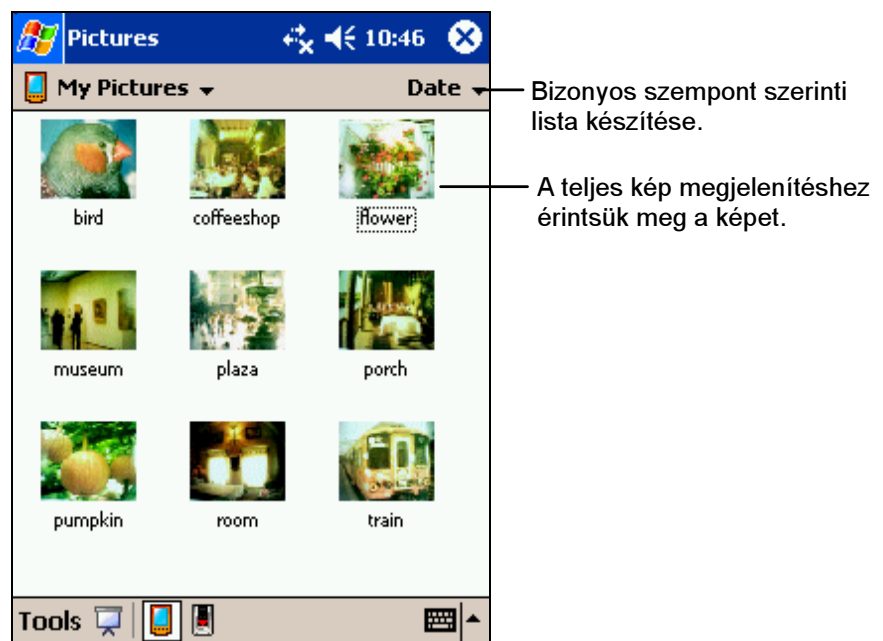 Pictures 10:46
My Pictures Date
bird coffeeshop flower
museum plaza porch
pumpkin room train
Tools
Bizonyos szempont szerinti
lista készítése.
A teljes kép megjelenítéshez
érintsük meg a képet.